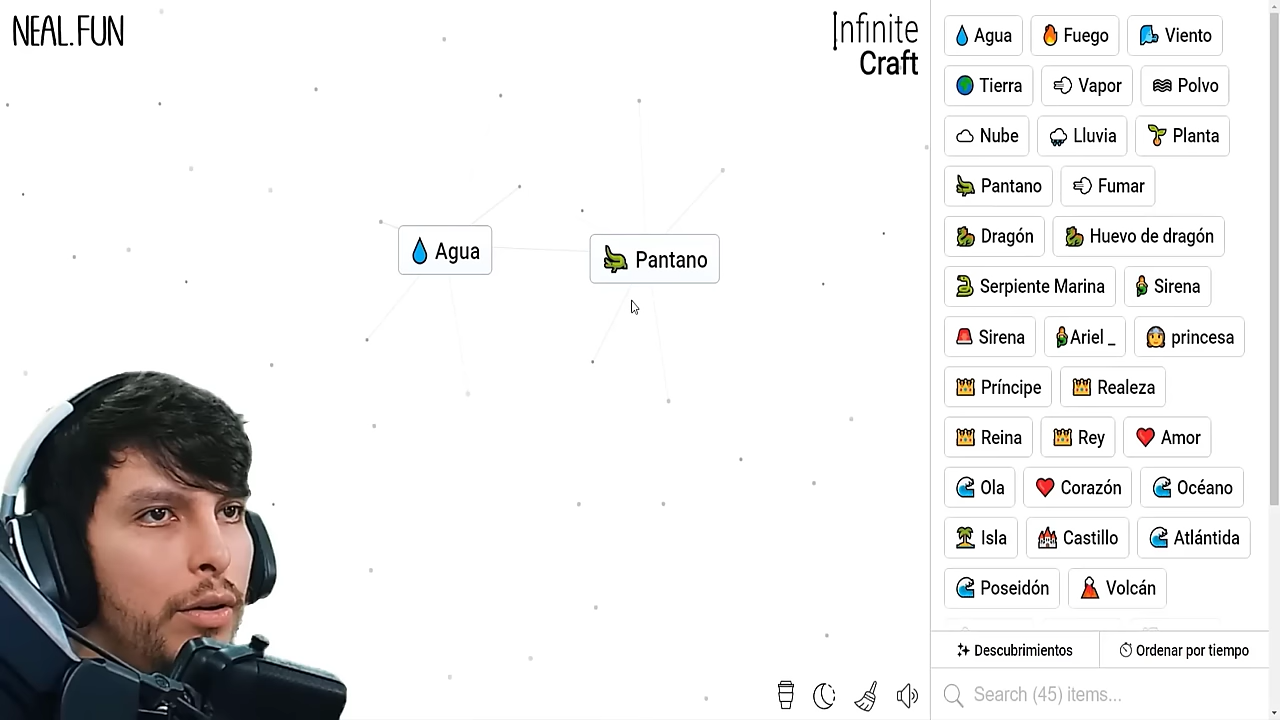 NEAL.FUN
Infinite
Craft
Agua
Pantano
Agua Fuego Viento
Tierra Vapor Polvo
Nube Lluvia Planta
Pantano Fumar
Dragón Huevo de dragón
Serpiente Marina Sirena
Sirena Ariel _ princesa
Príncipe Realeza
Reina Rey Amor
Ola Corazón Océano
Isla Castillo Atlántida
Poseidón Volcán
Descubrimientos Ordenar por tiempo
Search (45) items...